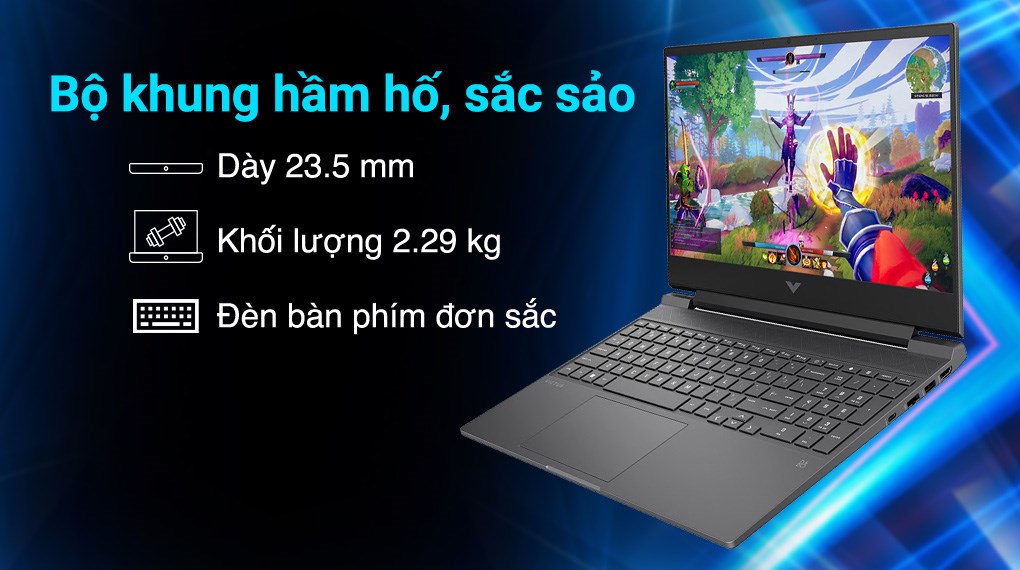 Bộ khung hầm hố, sắc sảo
Dày 23.5 mm
Khối lượng 2.29 kg
Đèn bàn phím đơn sắc